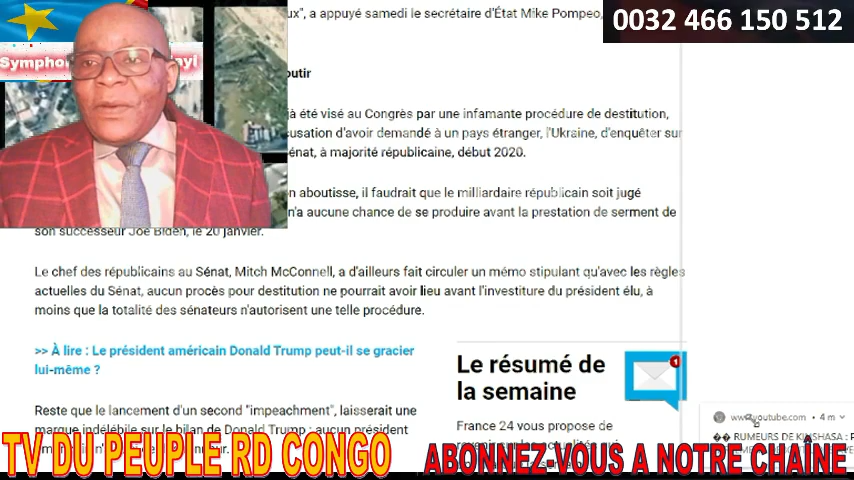 ux", a appuyé samedi le secrétaire d'État Mike Pompeo,
0032 466 150 512
Symphon
outir
jà été visé au Congrès par une infamante procédure de destitution,
cusation d'avoir demandé à un pays étranger, l'Ukraine, d'enquêter sur
énat, à majorité républicaine, début 2020.
n aboutisse, il faudrait que le milliardaire républicain soit jugé
n'a aucune chance de se produire avant la prestation de serment de
son successeur Joe Biden, le 20 janvier.
Le chef des républicains au Sénat, Mitch McConnell, a d'ailleurs fait circuler un mémo stipulant qu'avec les règles
actuelles du Sénat, aucun procès pour destitution ne pourrait avoir lieu avant l'investiture du président élu, à
moins que la totalité des sénateurs n'autorisent une telle procédure.
>> À lire : Le président américain Donald Trump peut-il se gracier
lui-même ?
Reste que le lancement d'un second "impeachment", laisserait une
marque indélébile sur le bilan de Donald Trump : aucun président
Le résumé de
la semaine
1
France 24 vous propose de
www.youtube.com • 4 m
RUMEURS DE KINSHASA : P
TV DU PEUPLE RD CONGO
ABONNEZ-VOUS A NOTRE CHAÎNE